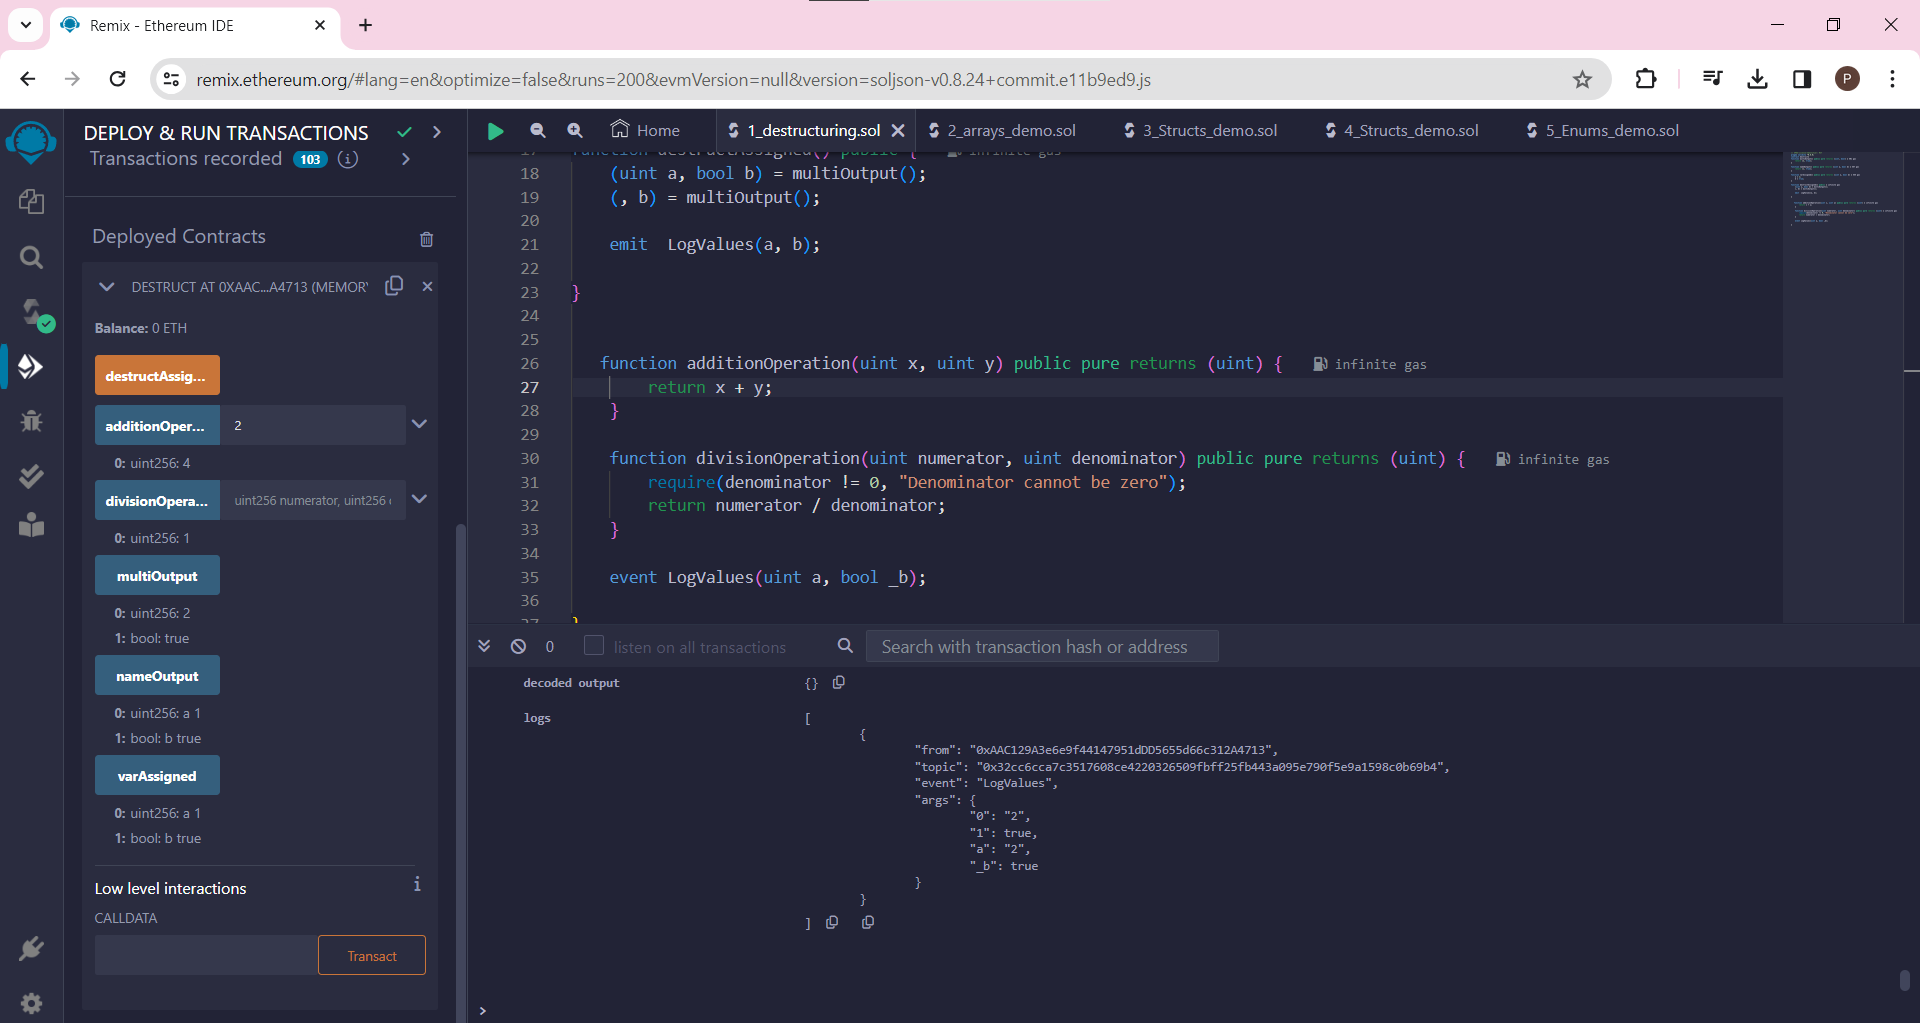 Remix - Ethereum IDE
remix.ethereum.org/#lang=en&optimize=false&runs=200&evmVersion=null&version=soljson-v0.8.24+commit.e11b9ed9.js
P
DEPLOY & RUN TRANSACTIONS
Transactions recorded 103
Deployed Contracts
DESTRUCT AT 0XAAC...A4713 (MEMORY
Balance: 0 ETH
destructAssig...
additionOper... 2
0: uint256: 4
divisionOpera... uint256 numerator, uint256
0: uint256: 1
multiOutput
0: uint256: 2
1: bool: true
nameOutput
0: uint256: a 1
1: bool: b true
varAssigned
0: uint256: a 1
1: bool: b true
Low level interactions
CALLDATA
Transact
Home 1_destructuring.sol 2_arrays_demo.sol 3_Structs_demo.sol 4_Structs_demo.sol 5_Enums_demo.sol
17 function destructAssigned() public { infinite gas
18 (uint a, bool b) = multiOutput();
19 (, b) = multiOutput();
20
21 emit  LogValues(a, b);
22
23 }
24
25
26 function additionOperation(uint x, uint y) public pure returns (uint) { infinite gas
27 return x + y;
28 }
29
30 function divisionOperation(uint numerator, uint denominator) public pure returns (uint) { infinite gas
31 require(denominator != 0, "Denominator cannot be zero");
32 return numerator / denominator;
33 }
34
35 event LogValues(uint a, bool _b);
36
37 }
0 listen on all transactions Search with transaction hash or address
decoded output {}
logs [
{
"from": "0xAAC129A3e6e9f44147951dDD5655d66c312A4713",
"topic": "0x32cc6cca7c3517608ce4220326509fbff25fb443a095e790f5e9a1598c0b69b4",
"event": "LogValues",
"args": {
"0": "2",
"1": true,
"a": "2",
"_b": true
}
}
]
>